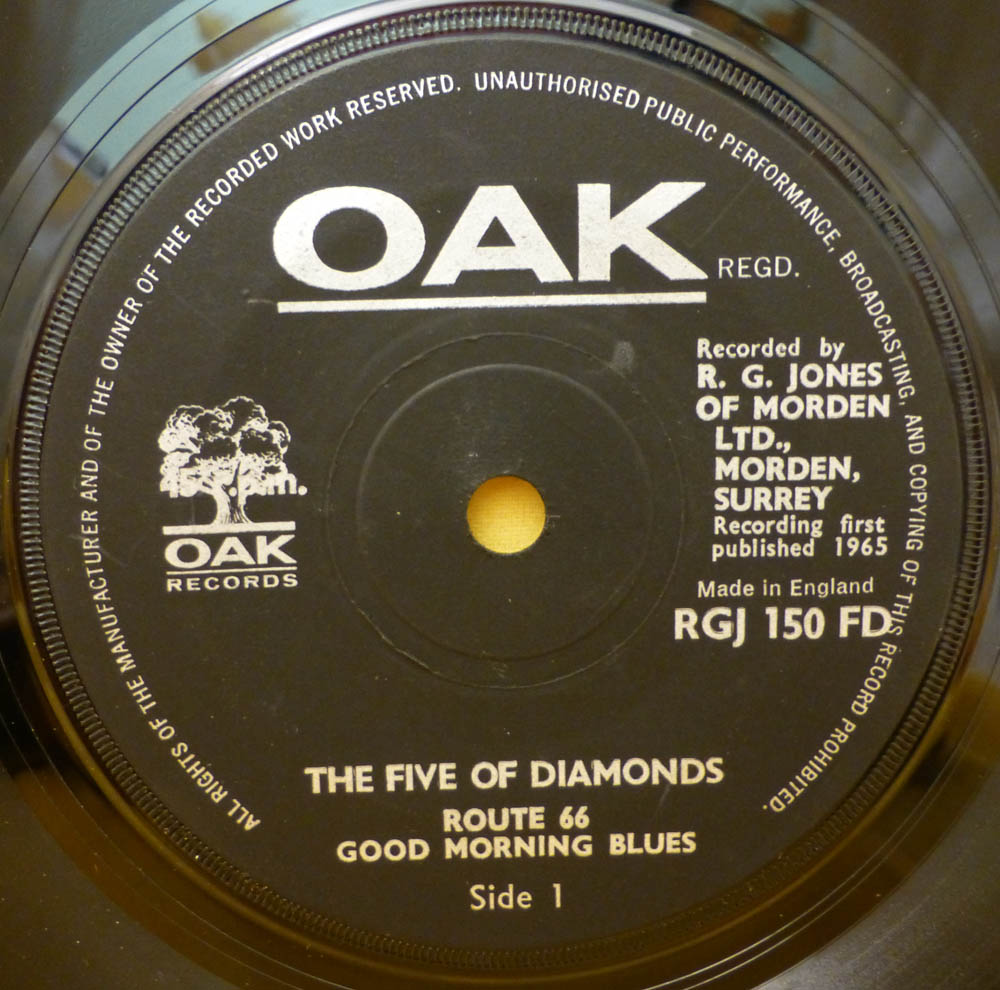 ALL RIGHTS OF THE MANUFACTURER AND OF THE OWNER OF THE RECORDED WORK RESERVED. UNAUTHORISED PUBLIC PERFORMANCE, BROADCASTING, AND COPYING OF THIS RECORD PROHIBITED.
OAK
REGD.
Recorded by
R. G. JONES
OF MORDEN
LTD.,
MORDEN,
SURREY
Recording first
published 1965
Made in England
RGJ 150 FD
OAK
RECORDS
THE FIVE OF DIAMONDS
ROUTE 66
GOOD MORNING BLUES
Side 1